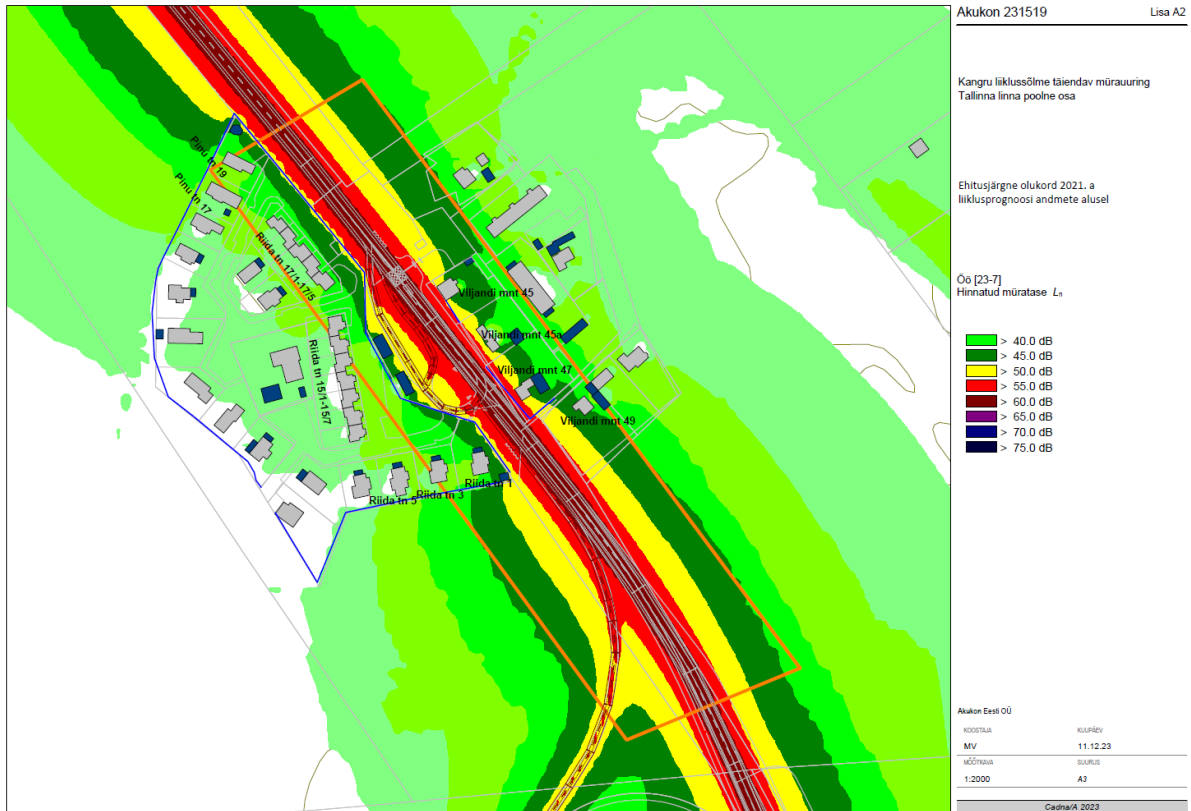 Akukon 231519 Lisa A2
Kangru liiklussõlme täiendav mürauuring
Tallinna linna poolne osa
Ehitusjärgne olukord 2021. a
liiklusprognoosi andmete alusel
Öö [23-7]
Hinnatud müratase Ln
> 40.0 dB
> 45.0 dB
> 50.0 dB
> 55.0 dB
> 60.0 dB
> 65.0 dB
> 70.0 dB
> 75.0 dB
Pinu tn 19
Pinu tn 17
Riida tn 17/1-17/5
Riida tn 15/1-15/7
Viljandi mnt 45
Viljandi mnt 45a
Viljandi mnt 47
Viljandi mnt 49
Riida tn 5
Riida tn 3
Riida tn 1
Akukon Eesti OÜ
KOOSTAJA KUUPÄEV
MV 11.12.23
MÕÕTKAVA SUURUS
1:2000 A3
CadnaA 2023